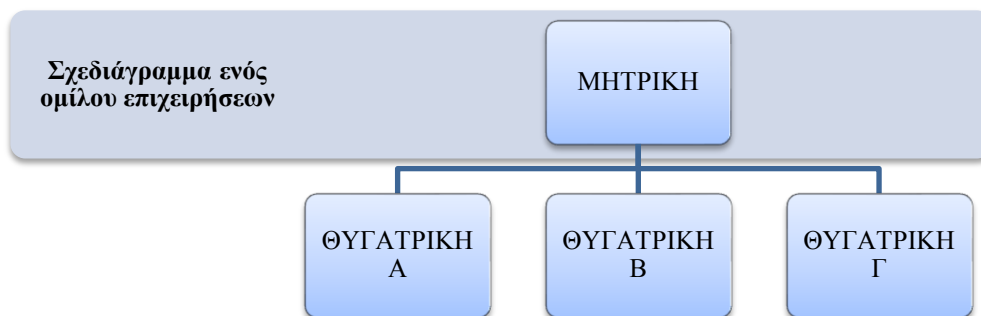 Σχεδιάγραμμα ενός
ομίλου επιχειρήσεων
ΜΗΤΡΙΚΗ
ΘΥΓΑΤΡΙΚΗ
Α
ΘΥΓΑΤΡΙΚΗ
Β
ΘΥΓΑΤΡΙΚΗ
Γ